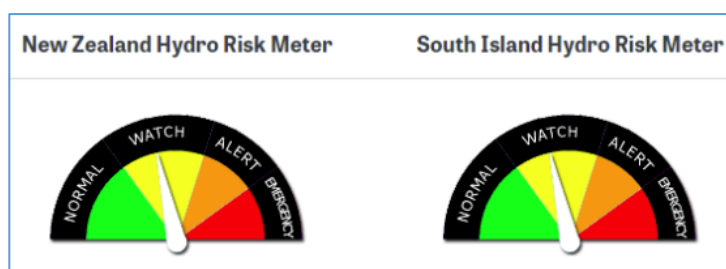 New Zealand Hydro Risk Meter
South Island Hydro Risk Meter
NORMAL
WATCH
ALERT
EMERGENCY
NORMAL
WATCH
ALERT
EMERGENCY